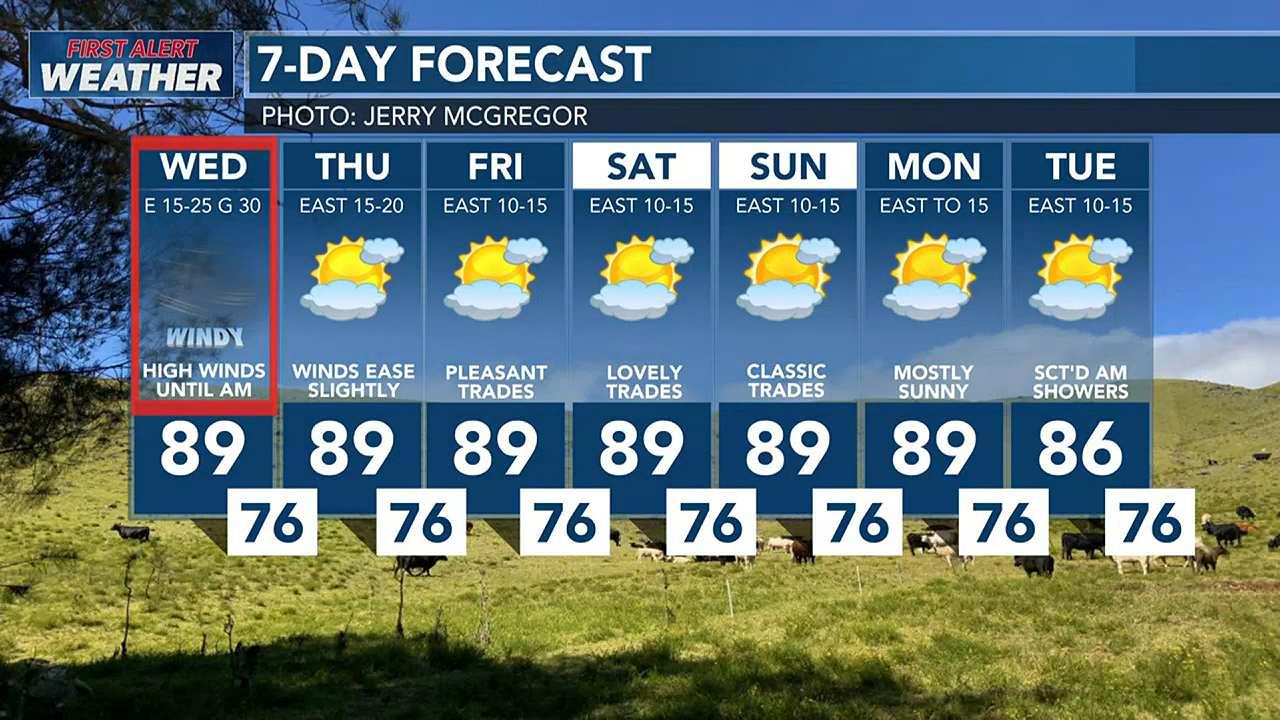 FIRST ALERT
WEATHER
7-DAY FORECAST
PHOTO: JERRY MCGREGOR
WED
E 15-25 G 30
WINDY
HIGH WINDS
UNTIL AM
89
76
THU
EAST 15-20
WINDS EASE
SLIGHTLY
89
76
FRI
EAST 10-15
PLEASANT
TRADES
89
76
SAT
EAST 10-15
LOVELY
TRADES
89
76
SUN
EAST 10-15
CLASSIC
TRADES
89
76
MON
EAST TO 15
MOSTLY
SUNNY
89
76
TUE
EAST 10-15
SCT'D AM
SHOWERS
86
76